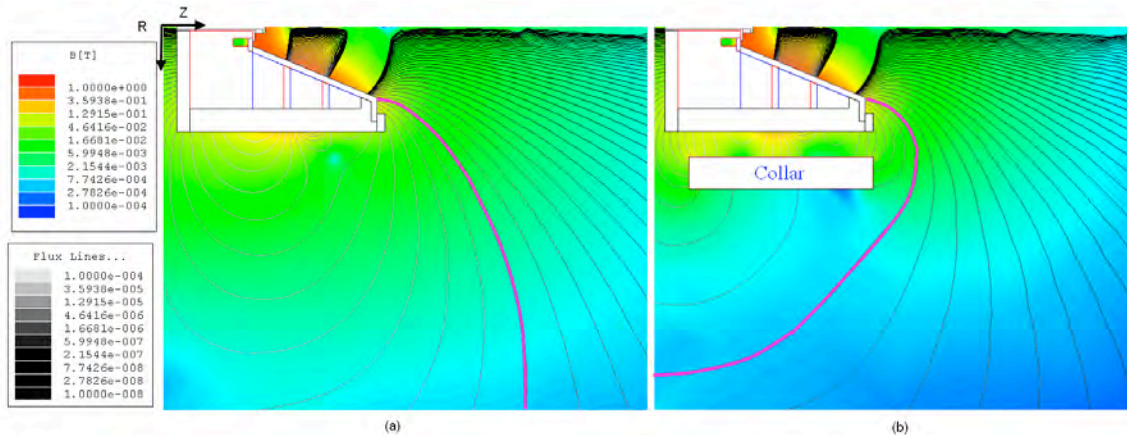 R
Z
B[T]
1.0000e+000
3.5938e-001
1.2915e-001
4.6416e-002
1.6681e-002
5.9948e-003
2.1544e-003
7.7426e-004
2.7826e-004
1.0000e-004
Flux Lines...
1.0000e-004
3.5938e-005
1.2915e-005
4.6416e-006
1.6681e-006
5.9948e-007
2.1544e-007
7.7426e-008
2.7826e-008
1.0000e-008
Collar
(a)
(b)